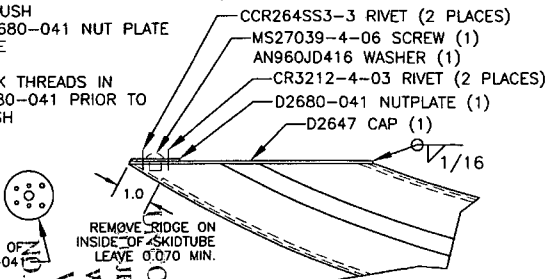 USH
680-041 NUT PLATE
E
K THREADS IN
80-041 PRIOR TO
SH
CCR264SS3-3 RIVET (2 PLACES)
MS27039-4-06 SCREW (1)
AN960JD416 WASHER (1)
CR3212-4-03 RIVET (2 PLACES)
D2680-041 NUTPLATE (1)
D2647 CAP (1)
1/16
1.0
REMOVE RIDGE ON
INSIDE OF SKIDTUBE
LEAVE 0.070 MIN.
OF
-041